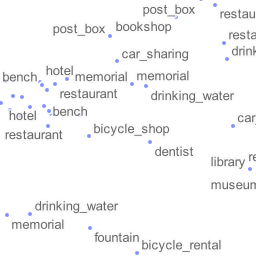 post_box
restau
post_box
bookshop
resta
drink
car_sharing
bench
hotel
memorial
memorial
restaurant
drinking_water
hotel
bench
restaurant
bicycle_shop
car_
dentist
library
re
museum
drinking_water
memorial
fountain
bicycle_rental